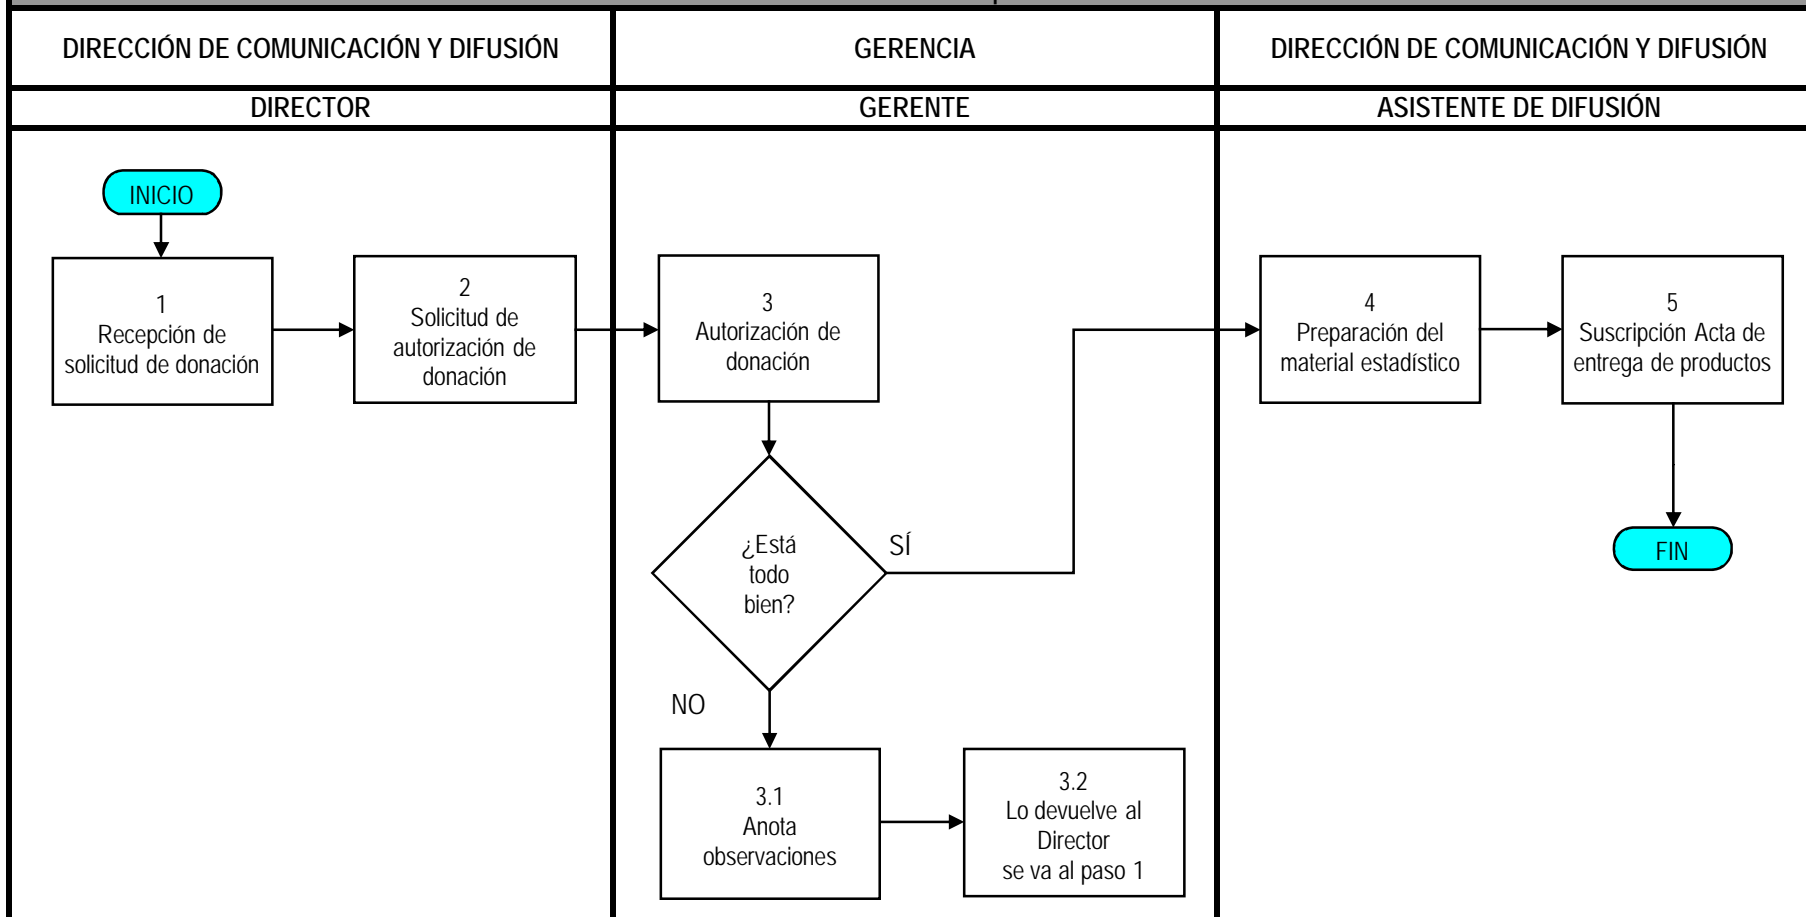 DIRECCIÓN DE COMUNICACIÓN Y DIFUSIÓN
GERENCIA
DIRECCIÓN DE COMUNICACIÓN Y DIFUSIÓN
DIRECTOR
GERENTE
ASISTENTE DE DIFUSIÓN
INICIO
1
Recepción de
solicitud de donación
2
Solicitud de
autorización de
donación
3
Autorización de
donación
4
Preparación del
material estadístico
5
Suscripción Acta de
entrega de productos
¿Está
todo
bien?
SÍ
FIN
NO
3.1
Anota
observaciones
3.2
Lo devuelve al
Director
se va al paso 1